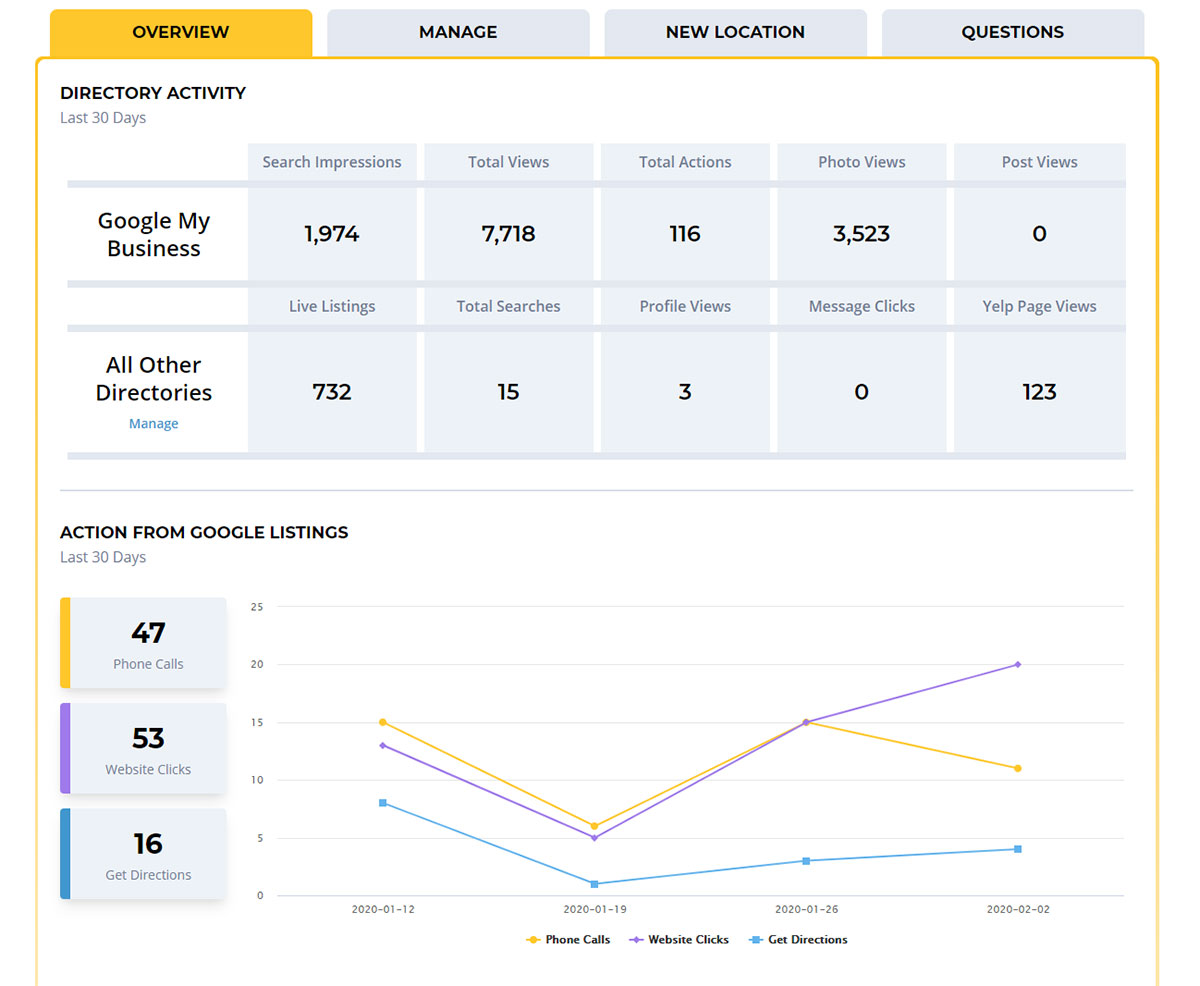 OVERVIEW
MANAGE
NEW LOCATION
QUESTIONS
DIRECTORY ACTIVITY
Last 30 Days
Search Impressions
Total Views
Total Actions
Photo Views
Post Views
Google My
Business
1,974
7,718
116
3,523
0
Live Listings
Total Searches
Profile Views
Message Clicks
Yelp Page Views
All Other
Directories
Manage
732
15
3
0
123
ACTION FROM GOOGLE LISTINGS
Last 30 Days
47
Phone Calls
53
Website Clicks
16
Get Directions
25
20
15
10
5
0
2020-01-12
2020-01-19
2020-01-26
2020-02-02
Phone Calls
Website Clicks
Get Directions